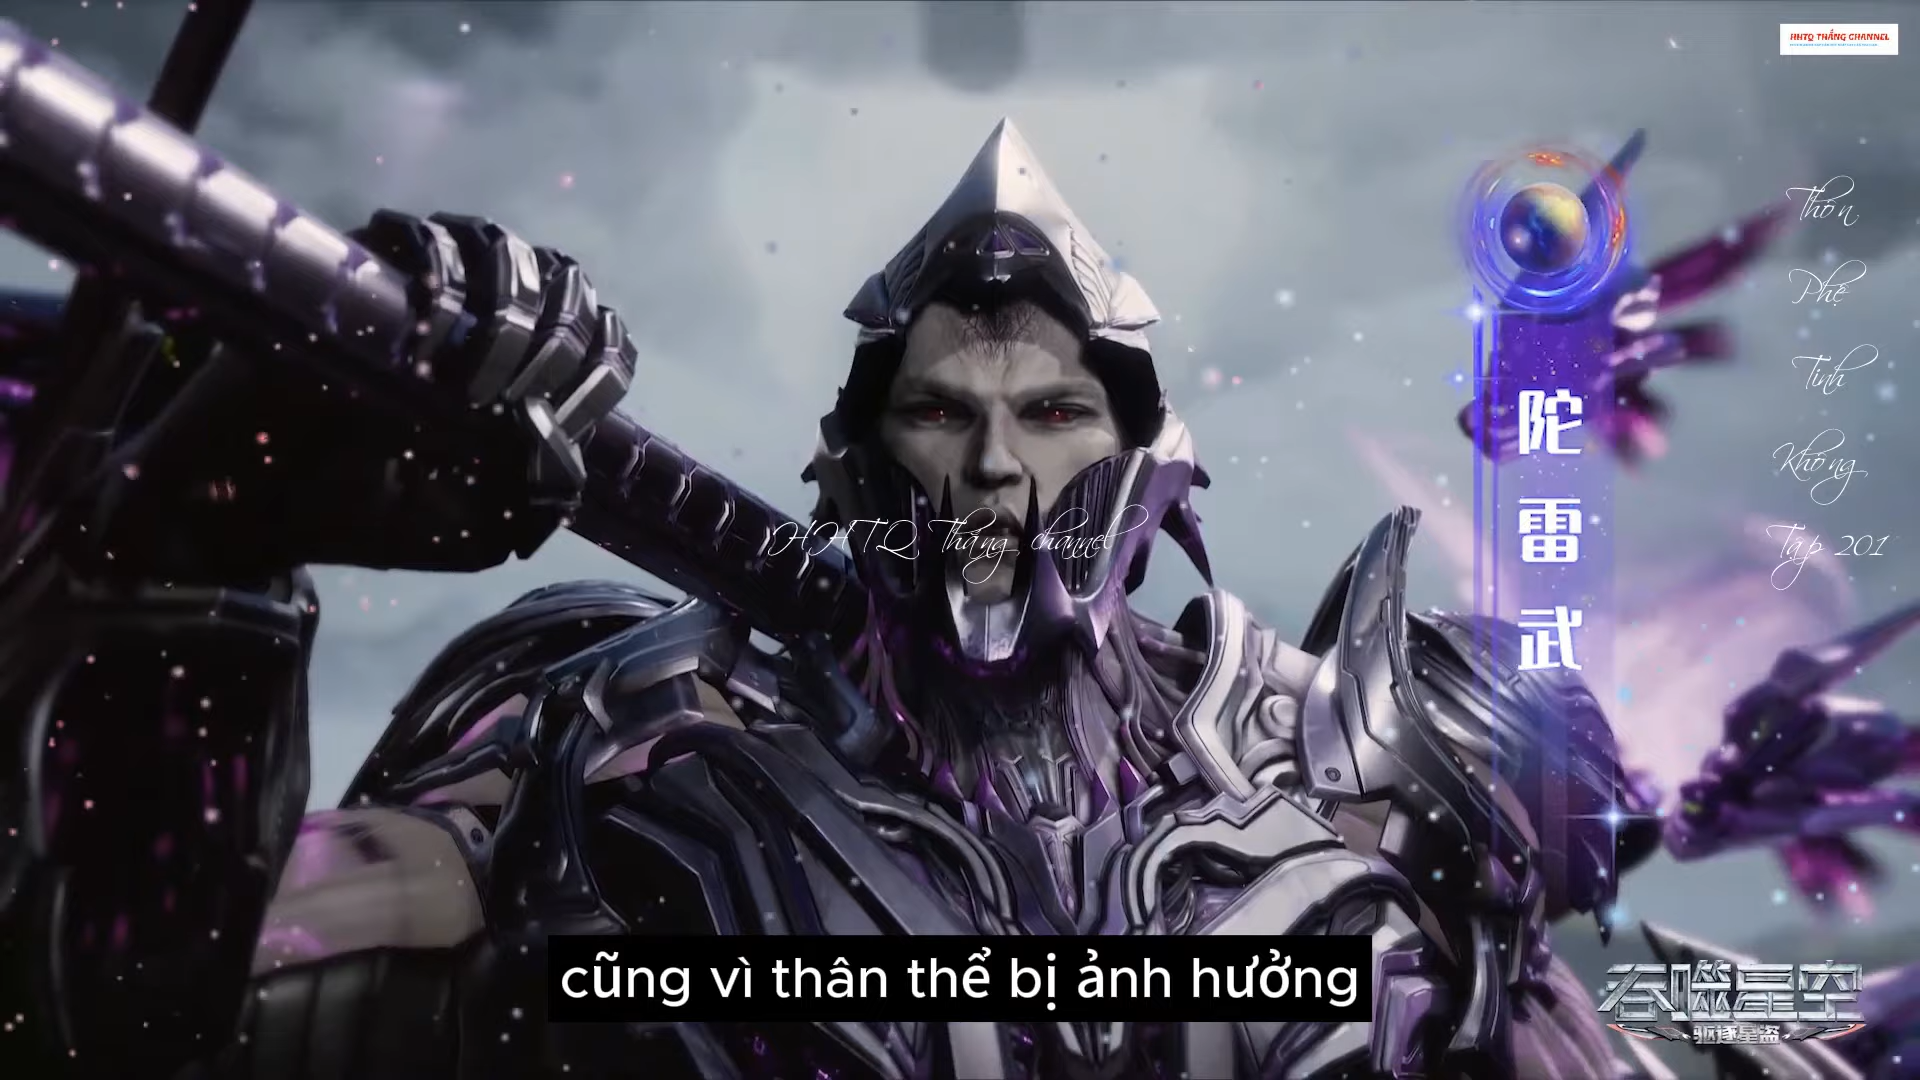 HHTQ THẮNG CHANNEL
Thôn
Phệ
Tinh
Không
Tập 201
陀雷武
HHTQ Thắng channel
cũng vì thân thể bị ảnh hưởng
吞噬星空
驱逐星盗